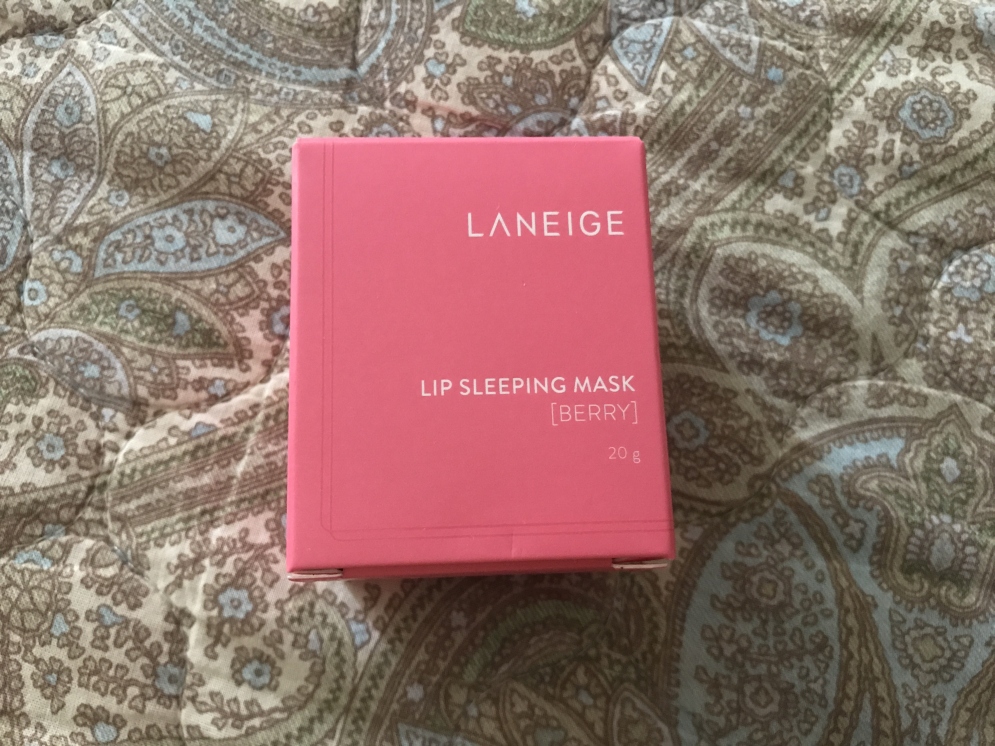 LANEIGE
LIP SLEEPING MASK
[BERRY]
20 g